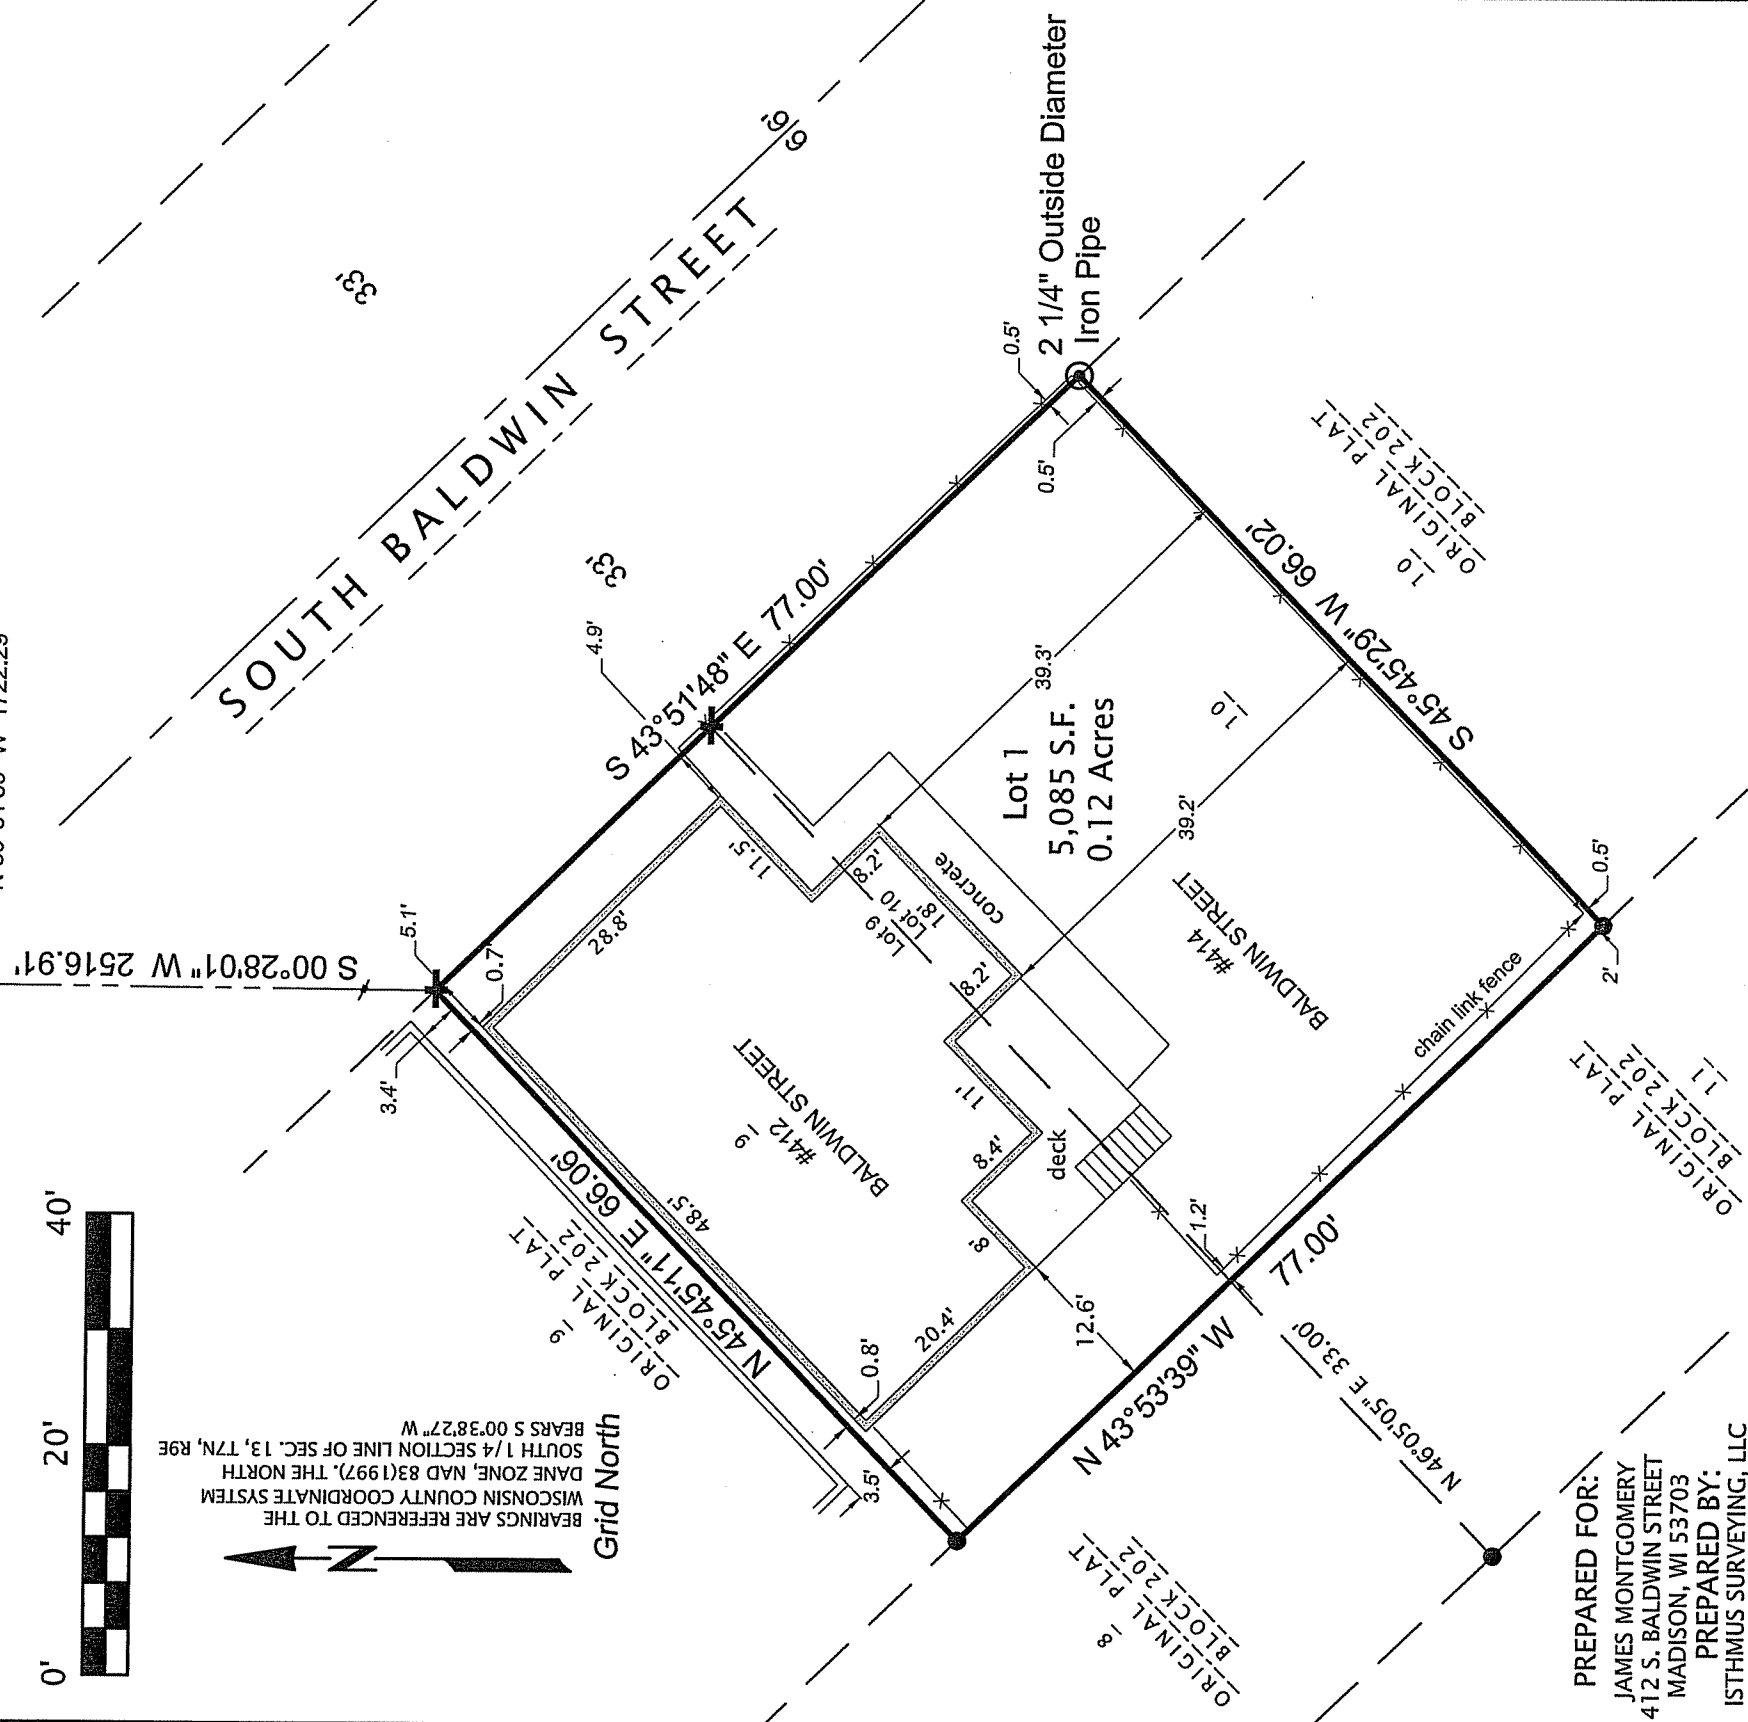 S 00°28'01" W 2516.91'
SOUTH BALDWIN STREET
33'
66'
33'
2 1/4" Outside Diameter
Iron Pipe
0.5'
0.5'
4.9'
S 43°51'48" E 77.00'
5.1'
0.7'
3.4'
28.8'
11.5'
8.2'
Lot 9
Lot 10
18'
concrete
8.2'
11'
8.4'
8'
deck
20.4'
0.8'
48.5'
39.3'
39.2'
Lot 1
5,085 S.F.
0.12 Acres
10
#414
BALDWIN STREET
9
#412
BALDWIN STREET
S 45°45'29" W 66.02'
10
ORIGINAL PLAT
BLOCK 202
0.5'
2'
chain link fence
ORIGINAL PLAT
BLOCK 202
11
N 45°45'11" E 66.06'
9
ORIGINAL PLAT
BLOCK 202
1.2'
12.6'
3.5'
N 43°53'39" W 77.00'
N 46°05'05" E 33.00'
8
ORIGINAL PLAT
BLOCK 202
0' 20' 40'
BEARINGS ARE REFERENCED TO THE
WISCONSIN COUNTY COORDINATE SYSTEM
DANE ZONE, NAD 83(1997). THE NORTH
SOUTH 1/4 SECTION LINE OF SEC. 13, T7N, R9E
BEARS S 00°38'27" W
N
Grid North
PREPARED FOR:
JAMES MONTGOMERY
412 S. BALDWIN STREET
MADISON, WI 53703
PREPARED BY:
ISTHMUS SURVEYING, LLC